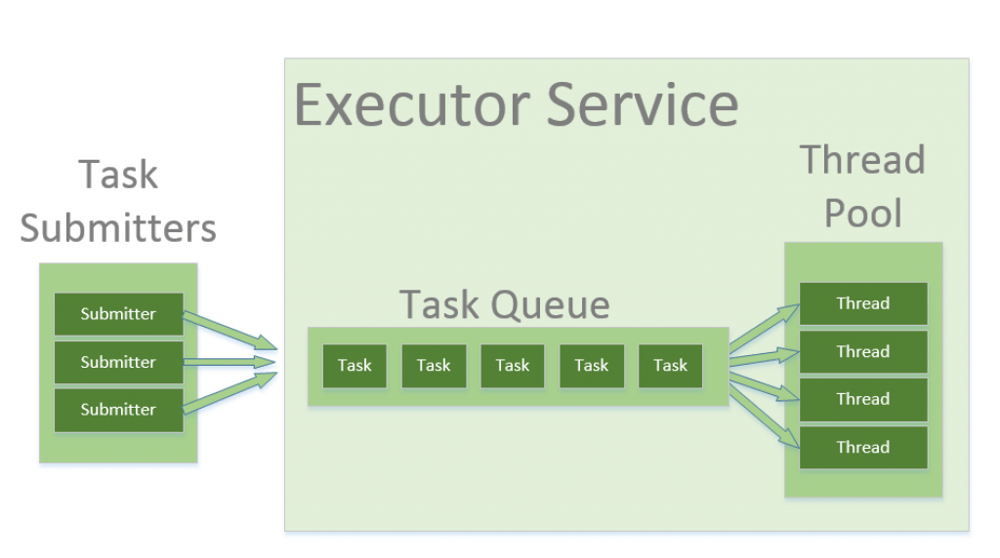 Executor Service
Task
Submitters
Submitter
Submitter
Submitter
Task Queue
Task Task Task Task Task
Thread
Pool
Thread
Thread
Thread
Thread